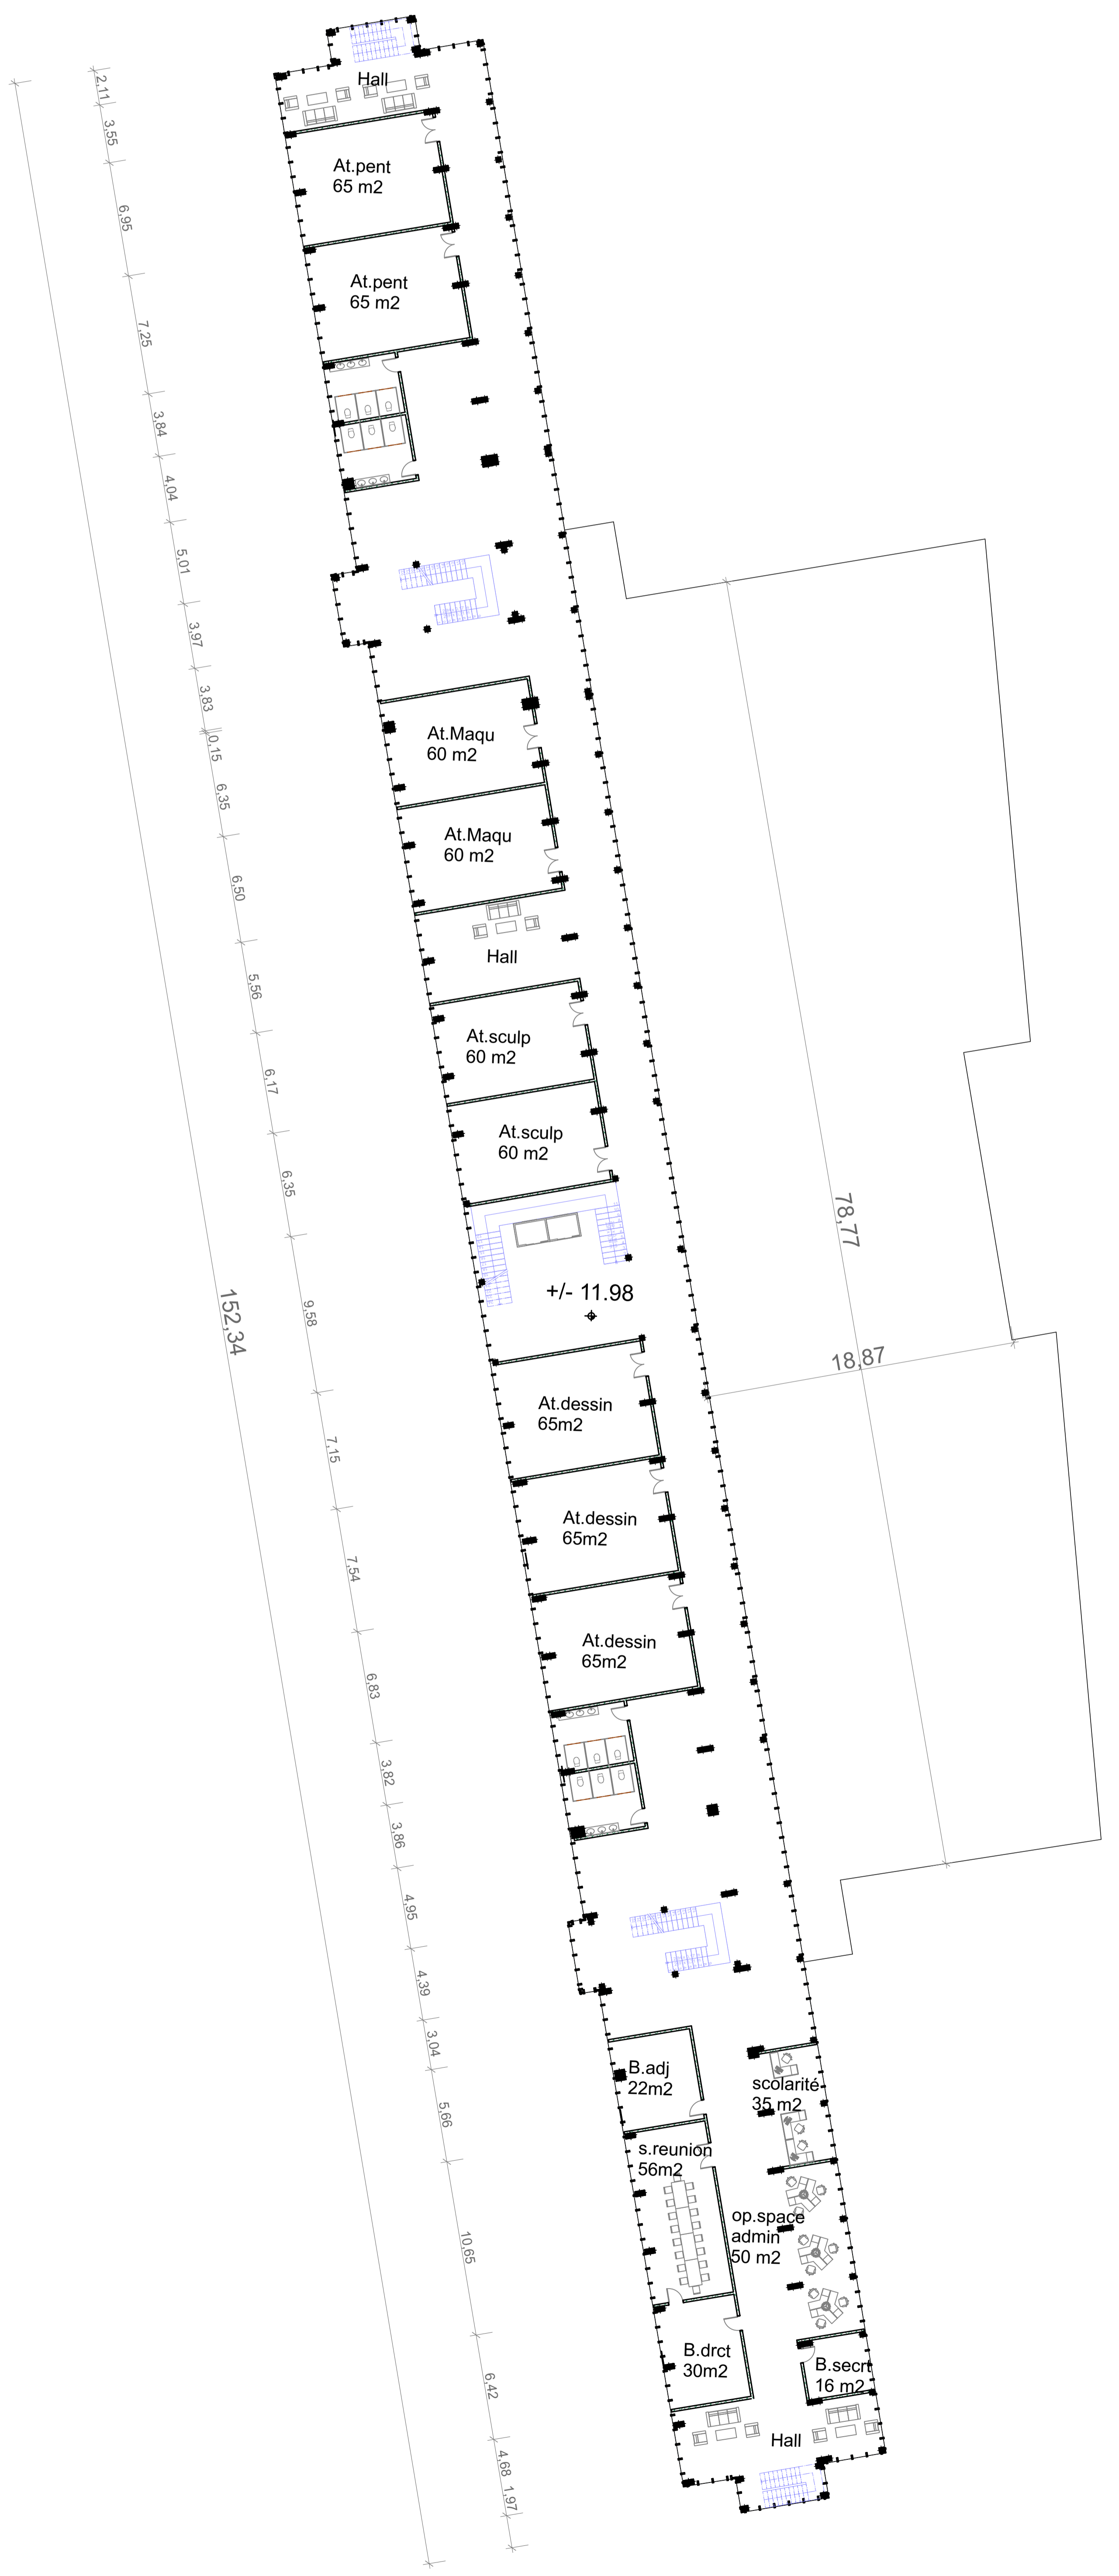 Hall
2,11
3,55
At.pent
65 m2
6,95
At.pent
65 m2
7,25
3,84
4,04
5,01
3,97
3,83
0,15
At.Maqu
60 m2
6,35
At.Maqu
60 m2
6,50
Hall
5,56
At.sculp
60 m2
6,17
At.sculp
60 m2
6,35
78,77
152,34
+/- 11.98
9,58
18,87
At.dessin
65m2
7,15
At.dessin
65m2
7,54
At.dessin
65m2
6,83
3,82
3,86
4,95
4,39
3,04
B.adj
22m2
scolarité
35 m2
5,66
s.reunion
56m2
op.space
admin
50 m2
10,65
B.drct
30m2
B.secrt
16 m2
6,42
Hall
4,68
1,97